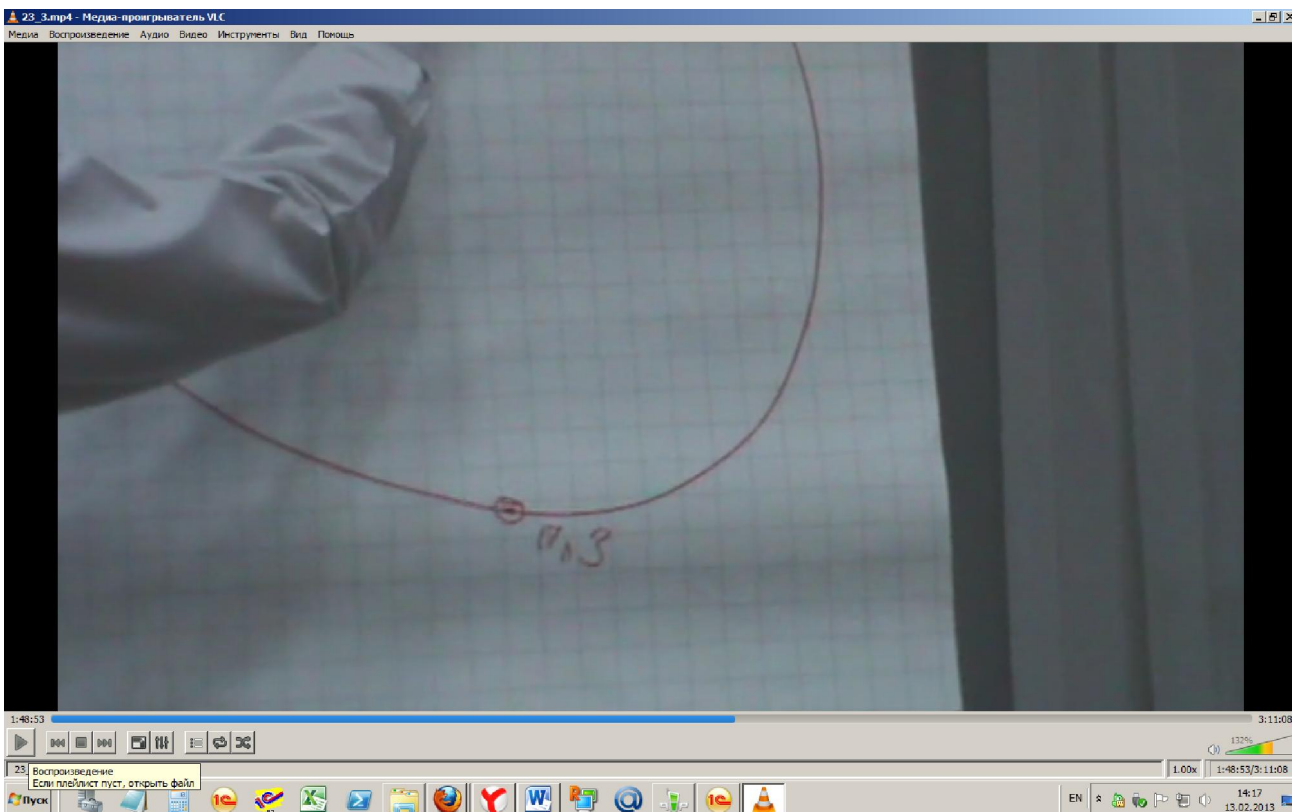 23_3.mp4 - Медиа-проигрыватель VLC
Медиа Воспроизведение Аудио Видео Инструменты Вид Помощь
1:48:53
3:11:08
132%
23_
1.00x
1:48:53/3:11:08
Воспроизведение
Если плейлист пуст, открыть файл
Пуск
EN
14:17
13.02.2013